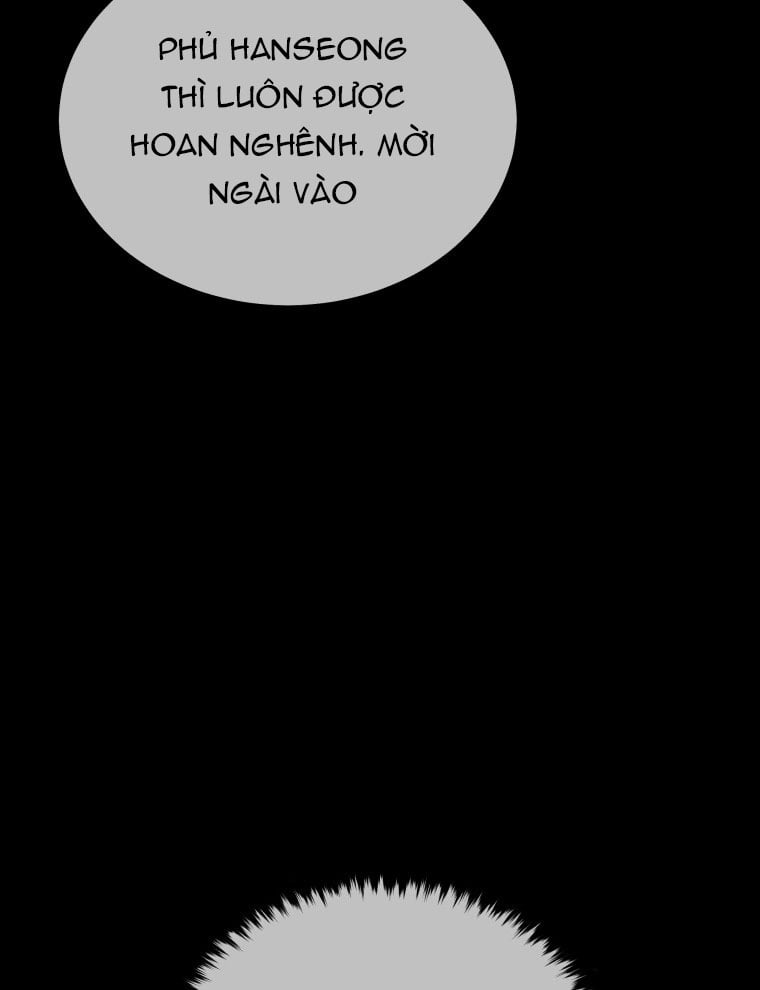 PHỦ HANSEONG
THÌ LUÔN ĐƯỢC
HOAN NGHÊNH. MỜI
NGÀI VÀO